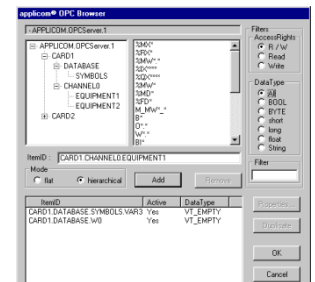 applicom® OPC Browser
- APPLICOM.OPCServer.1
APPLICOM.OPCServer.1
CARD1
DATABASE
SYMBOLS
CHANNEL0
EQUIPMENT1
EQUIPMENT2
CARD2
%MX*
%RX*
%MW*.*
%IX****
%QX****
%MW*
%MD*
%FD*
M_MW*_*
B*
O*.*
W*.*
BI*
Filters
AccessRights
R / W
Read
Write
DataType
All
BOOL
BYTE
short
long
float
String
Filter
ItemID : CARD1.CHANNEL0.EQUIPMENT1
Mode
flat
hierarchical
Add
Remove
ItemID Active DataType
CARD1.DATABASE.SYMBOLS.VAR3 Yes VT_EMPTY
CARD1.DATABASE.W0 Yes VT_EMPTY
Properties...
Duplicate
OK
Cancel